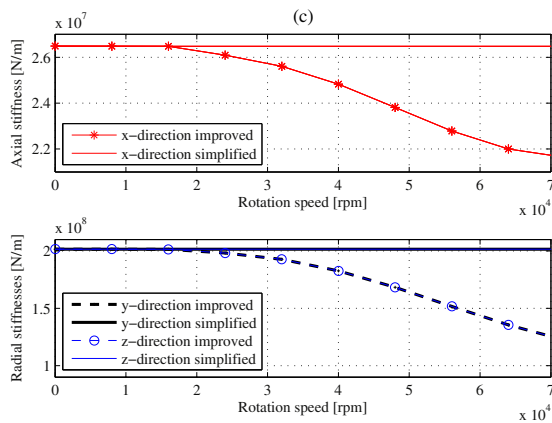 (c)
x 10^7
Axial stiffness [N/m]
2.6
2.4
2.2
x-direction improved
x-direction simplified
0 1 2 3 4 5 6 7
Rotation speed [rpm]
x 10^4
x 10^8
Radial stiffnesses [N/m]
2
1.5
1
y-direction improved
y-direction simplified
z-direction improved
z-direction simplified
0 1 2 3 4 5 6 7
Rotation speed [rpm]
x 10^4